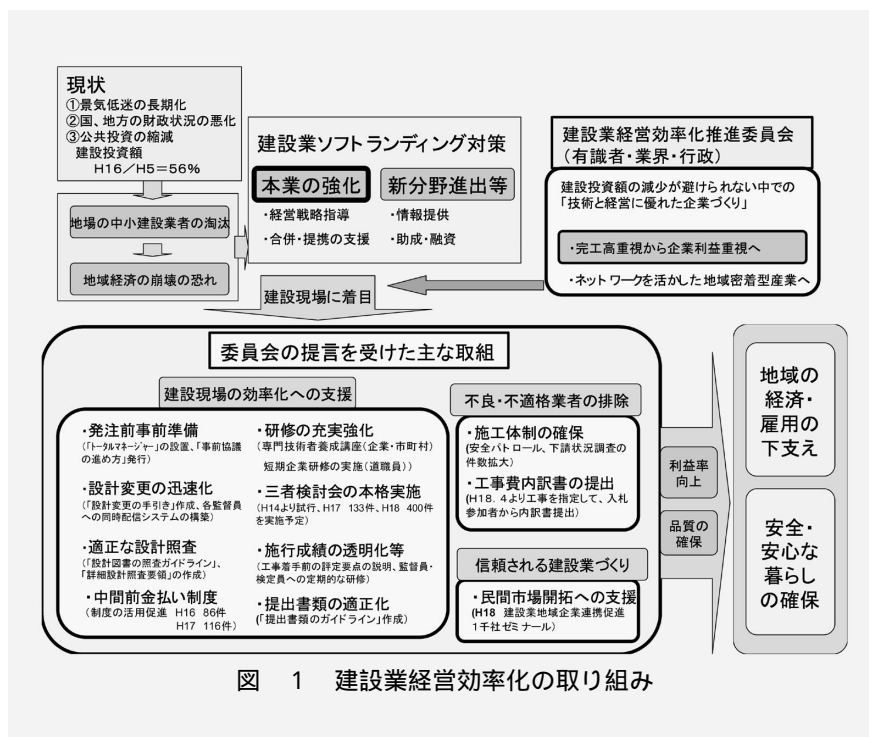 現状
①景気低迷の長期化
②国、地方の財政状況の悪化
③公共投資の縮減
建設投資額
H16/H5=56%
地場の中小建設業者の淘汰
地域経済の崩壊の恐れ
建設業ソフトランディング対策
本業の強化
・経営戦略指導
・合併・提携の支援
新分野進出等
・情報提供
・助成・融資
建設業経営効率化推進委員会
(有識者・業界・行政)
建設投資額の減少が避けられない中での
「技術と経営に優れた企業づくり」
・完工高重視から企業利益重視へ
・ネットワークを活かした地域密着型産業へ
建設現場に着目
委員会の提言を受けた主な取組
建設現場の効率化への支援
・発注前事前準備
(「トータルマネージャー」の設置、「事前協議
の進め方」発行)
・設計変更の迅速化
(「設計変更の手引き」作成、各監督員
への同時配信システムの構築)
・適正な設計照査
(「設計図書の照査ガイドライン」、
「詳細設計照査要領」の作成)
・中間前金払い制度
(制度の活用促進 H16 86件
H17 116件)
・研修の充実強化
(専門技術者養成講座(企業・市町村)
短期企業研修の実施(道職員))
・三者検討会の本格実施
(H14より試行、H17 133件、H18 400件
を実施予定)
・施行成績の透明化等
(工事着手前の評定要点の説明、監督員・
検定員への定期的な研修)
・提出書類の適正化
(「提出書類のガイドライン」作成)
不良・不適格業者の排除
・施工体制の確保
(安全パトロール、下請状況調査の
件数拡大)
・工事費内訳書の提出
(H18.4より工事を指定して、入札
参加者から内訳書提出)
信頼される建設業づくり
・民間市場開拓への支援
(H18 建設業地域企業連携促進
1千社ゼミナール)
利益率
向上
品質の
確保
地域の
経済・
雇用の
下支え
安全・
安心な
暮らし
の確保
図 1 建設業経営効率化の取り組み